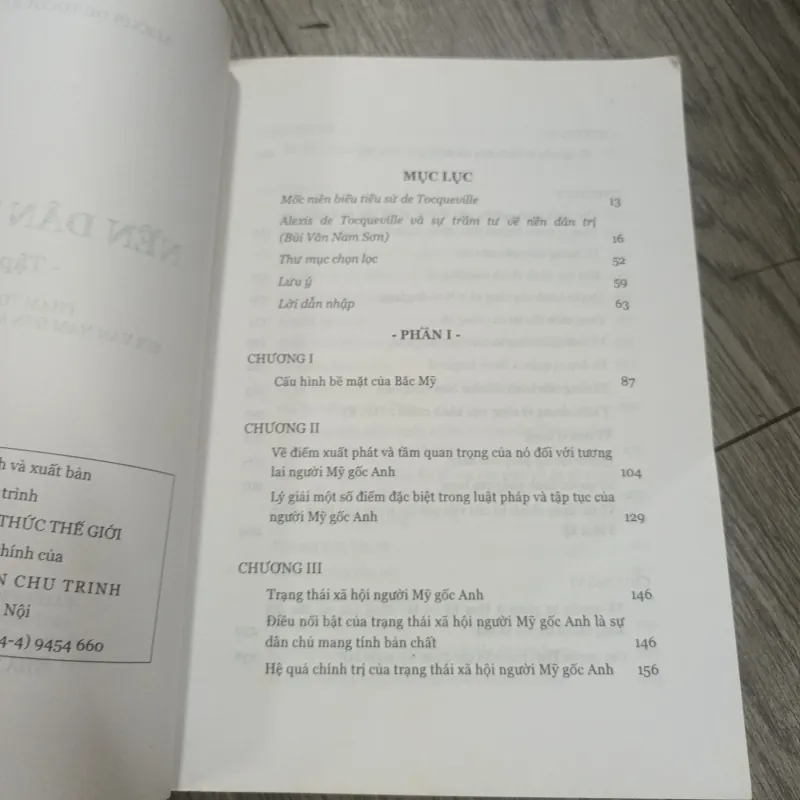 NỀN DÂN
Tập
h và xuất bản
trình
THỨC THẾ GIỚI
chính của
N CHU TRINH
Nội
4-4) 9454 660
MỤC LỤC
Mốc niên biểu tiểu sử de Tocqueville 13
Alexis de Tocqueville và sự trầm tư về nền dân trị
(Bùi Văn Nam Sơn) 16
Thư mục chọn lọc 52
Lưu ý 59
Lời dẫn nhập 63
- PHẦN I -
CHƯƠNG I
Cấu hình bề mặt của Bắc Mỹ 87
CHƯƠNG II
Về điểm xuất phát và tầm quan trọng của nó đối với tương
lai người Mỹ gốc Anh 104
Lý giải một số điểm đặc biệt trong luật pháp và tập tục của
người Mỹ gốc Anh 129
CHƯƠNG III
Trạng thái xã hội người Mỹ gốc Anh 146
Điều nổi bật của trạng thái xã hội người Mỹ gốc Anh là sự
dân chủ mang tính bản chất 146
Hệ quả chính trị của trạng thái xã hội người Mỹ gốc Anh 156